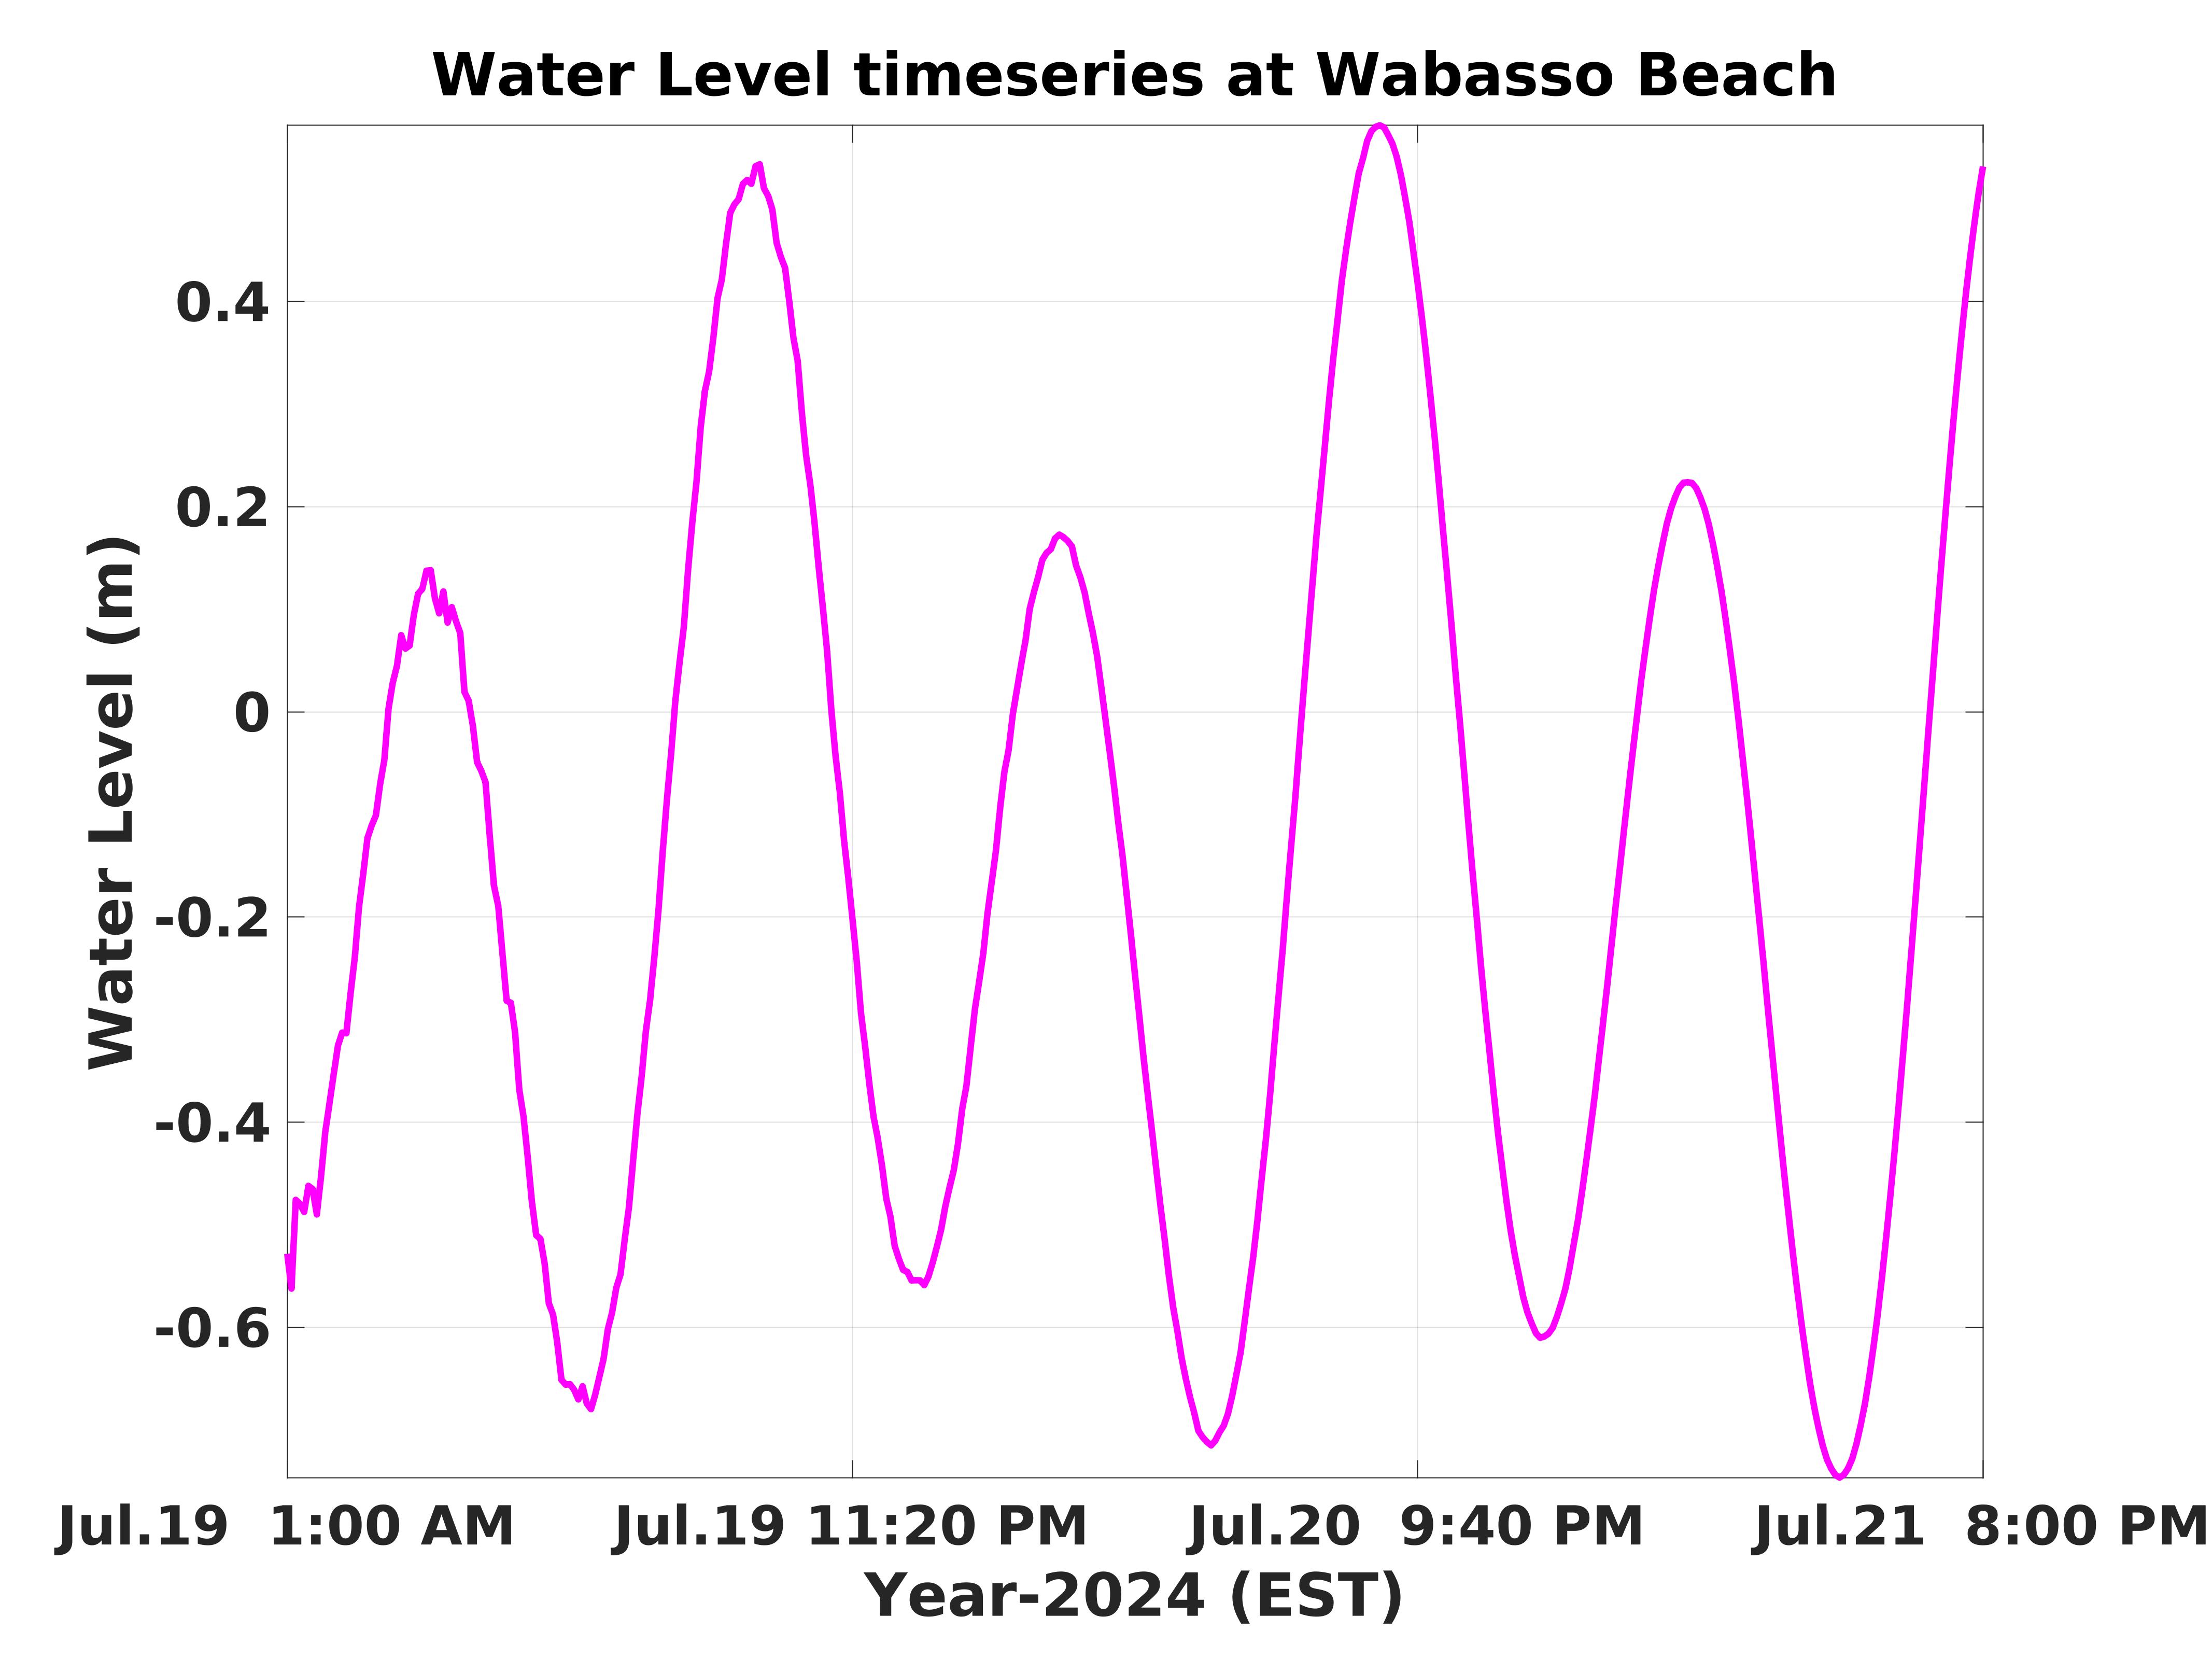 Water Level timeseries at Wabasso Beach
Water Level (m)
0.4
0.2
0
-0.2
-0.4
-0.6
Jul.19 1:00 AM Jul.19 11:20 PM Jul.20 9:40 PM Jul.21 8:00 PM
Year-2024 (EST)